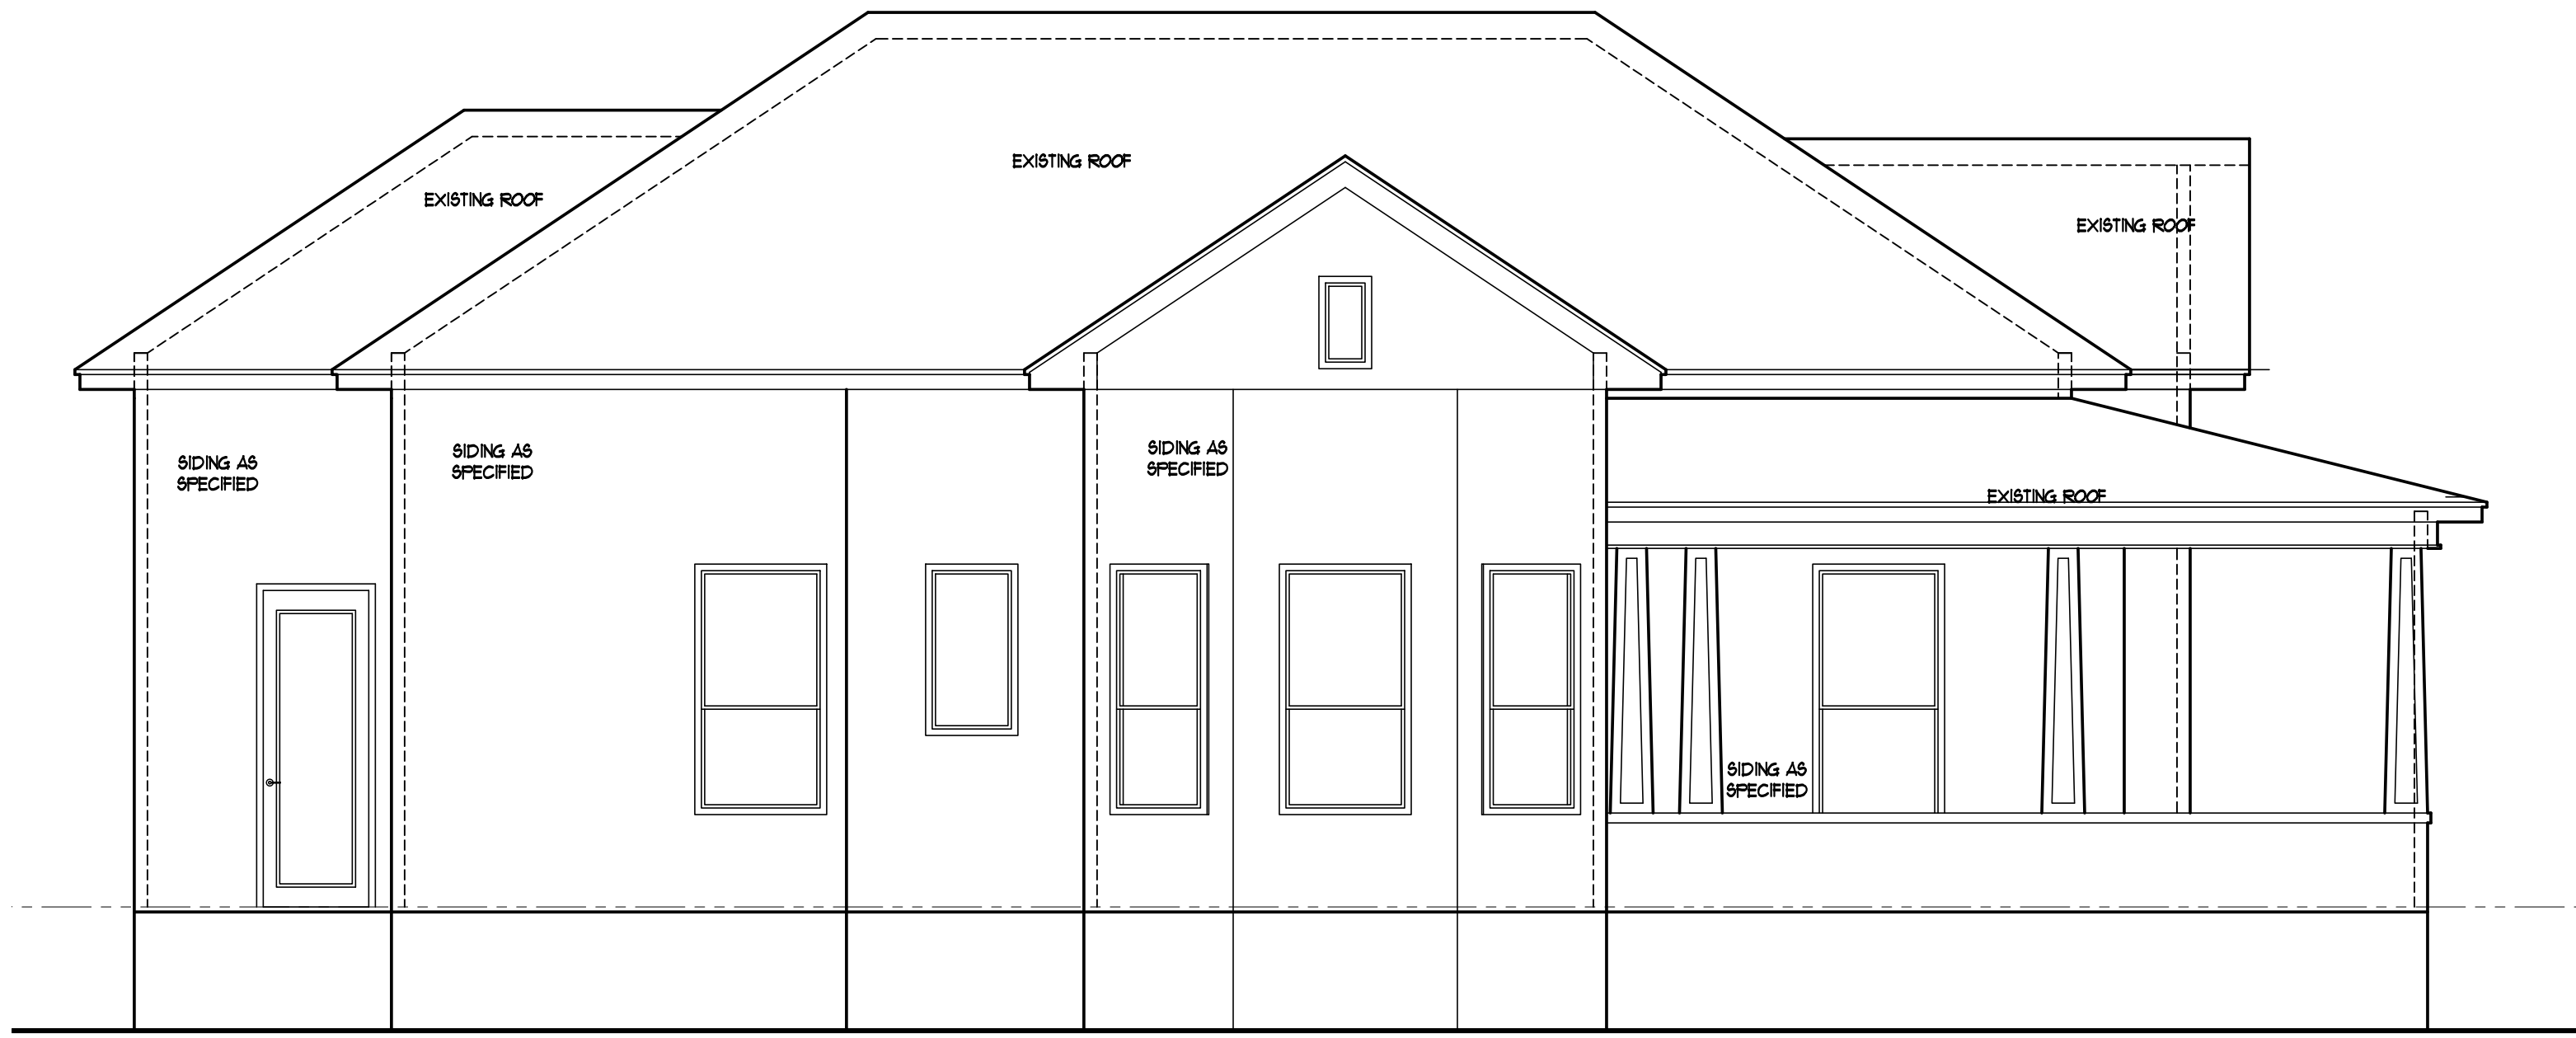 EXISTING ROOF
EXISTING ROOF
EXISTING ROOF
SIDING AS
SPECIFIED
SIDING AS
SPECIFIED
SIDING AS
SPECIFIED
EXISTING ROOF
SIDING AS
SPECIFIED